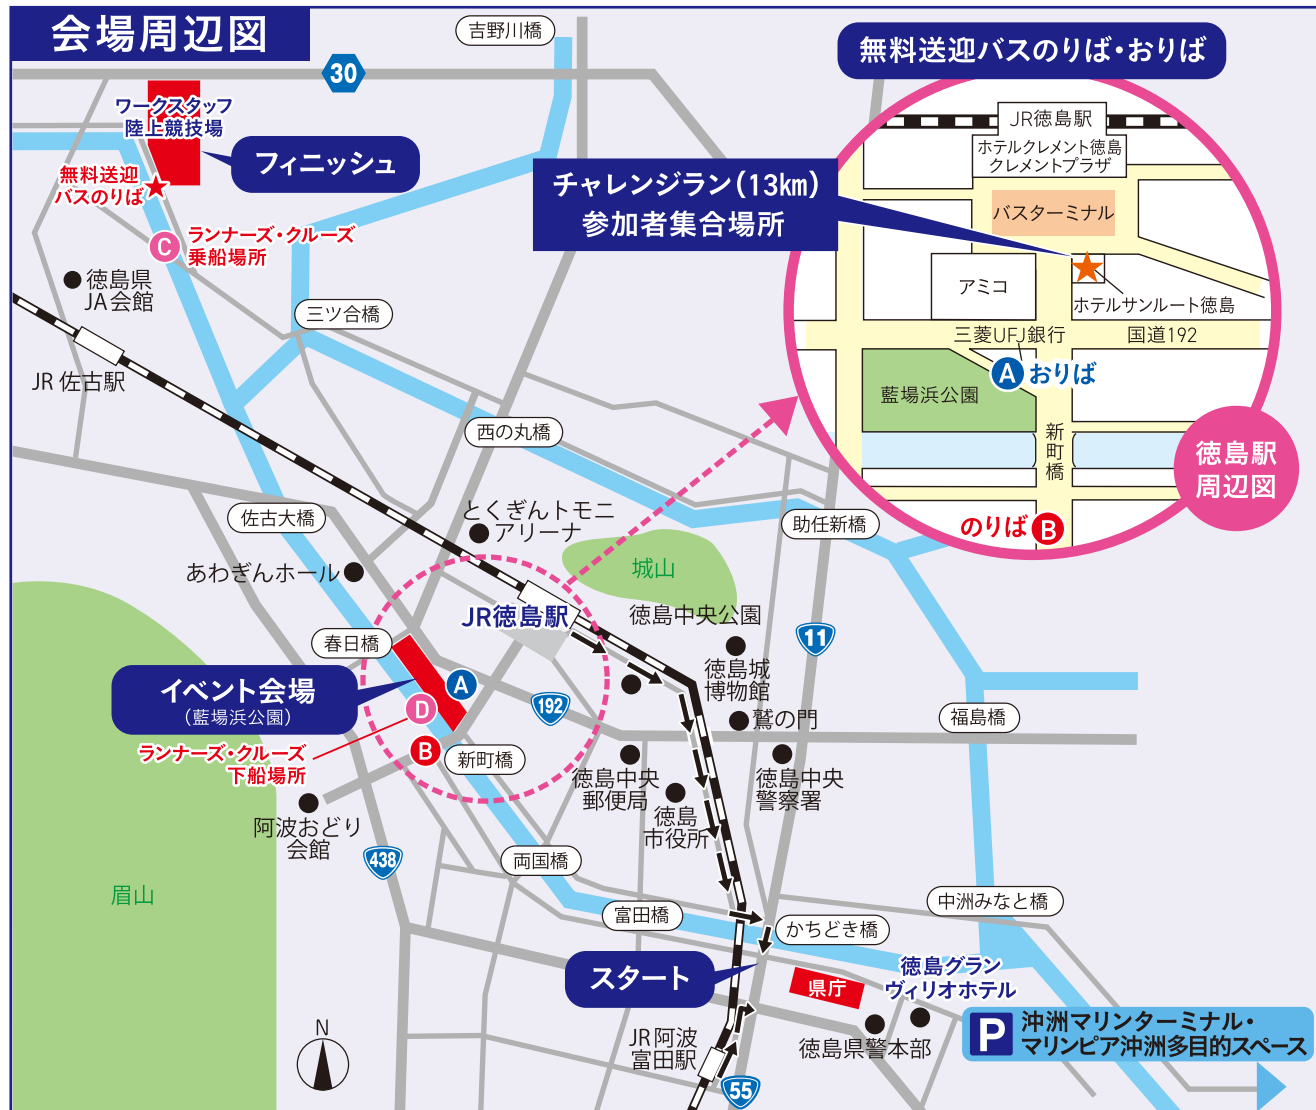 会場周辺図
吉野川橋
30
無料送迎バスのりば・おりば
ワークスタッフ
陸上競技場
フィニッシュ
無料送迎
バスのりば
C
ランナーズ・クルーズ
乗船場所
徳島県
JA会館
三ツ合橋
JR 佐古駅
チャレンジラン(13km)
参加者集合場所
JR徳島駅
ホテルクレメント徳島
クレメントプラザ
バスターミナル
アミコ
ホテルサンルート徳島
三菱UFJ銀行
国道192
A おりば
藍場浜公園
新町橋
のりば B
徳島駅
周辺図
西の丸橋
佐古大橋
とくぎんトモニ
アリーナ
助任新橋
あわぎんホール
城山
JR徳島駅
徳島中央公園
11
春日橋
徳島城
博物館
イベント会場
(藍場浜公園)
A
D
192
鷲の門
福島橋
ランナーズ・クルーズ
下船場所
B
新町橋
徳島中央
郵便局
徳島中央
警察署
徳島
市役所
阿波おどり
会館
438
両国橋
眉山
富田橋
かちどき橋
中洲みなと橋
スタート
県庁
徳島グラン
ヴィリオホテル
N
JR阿波
富田駅
徳島県警本部
P
沖洲マリンターミナル・
マリンピア沖洲多目的スペース
55